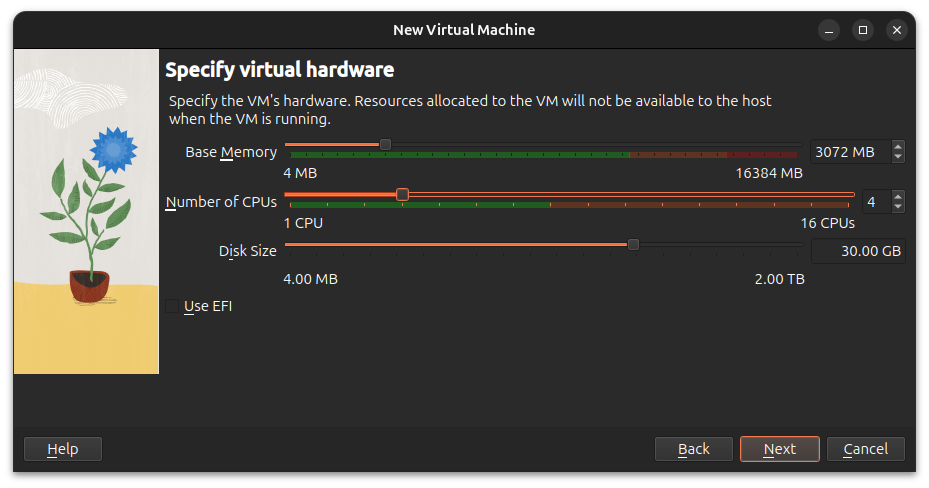 New Virtual Machine
Specify virtual hardware
Specify the VM's hardware. Resources allocated to the VM will not be available to the host
when the VM is running.
Base Memory 3072 MB
4 MB 16384 MB
Number of CPUs 4
1 CPU 16 CPUs
Disk Size 30.00 GB
4.00 MB 2.00 TB
Use EFI
Help Back Next Cancel